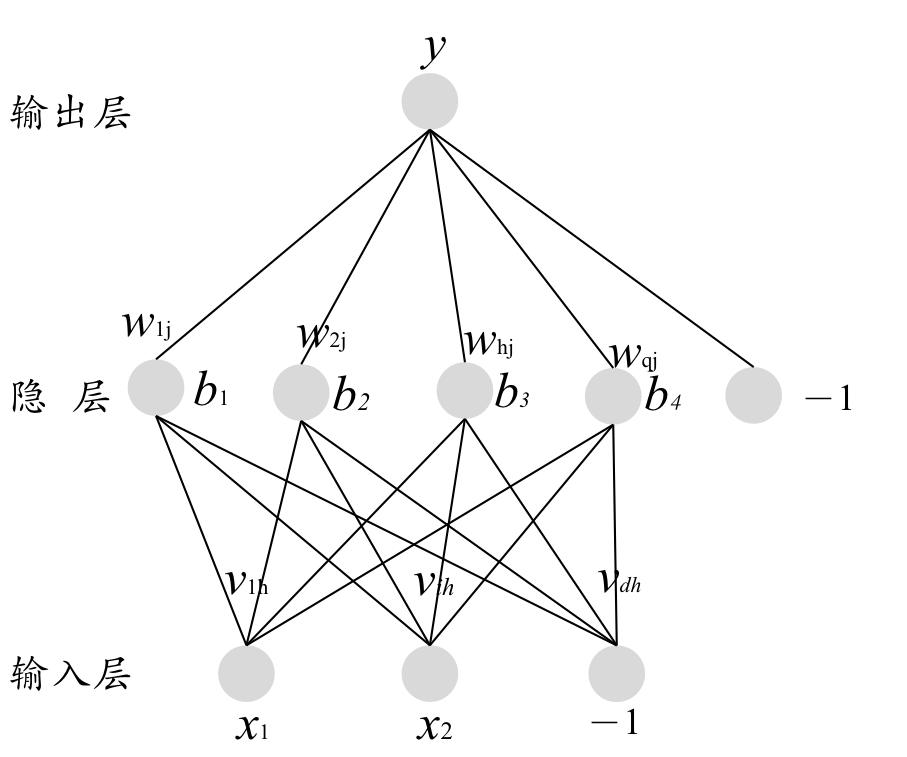 y
输出层
w1j w2j whj wqj
隐 层 b1 b2 b3 b4 －1
v1h vih vdh
输入层
x1 x2 －1